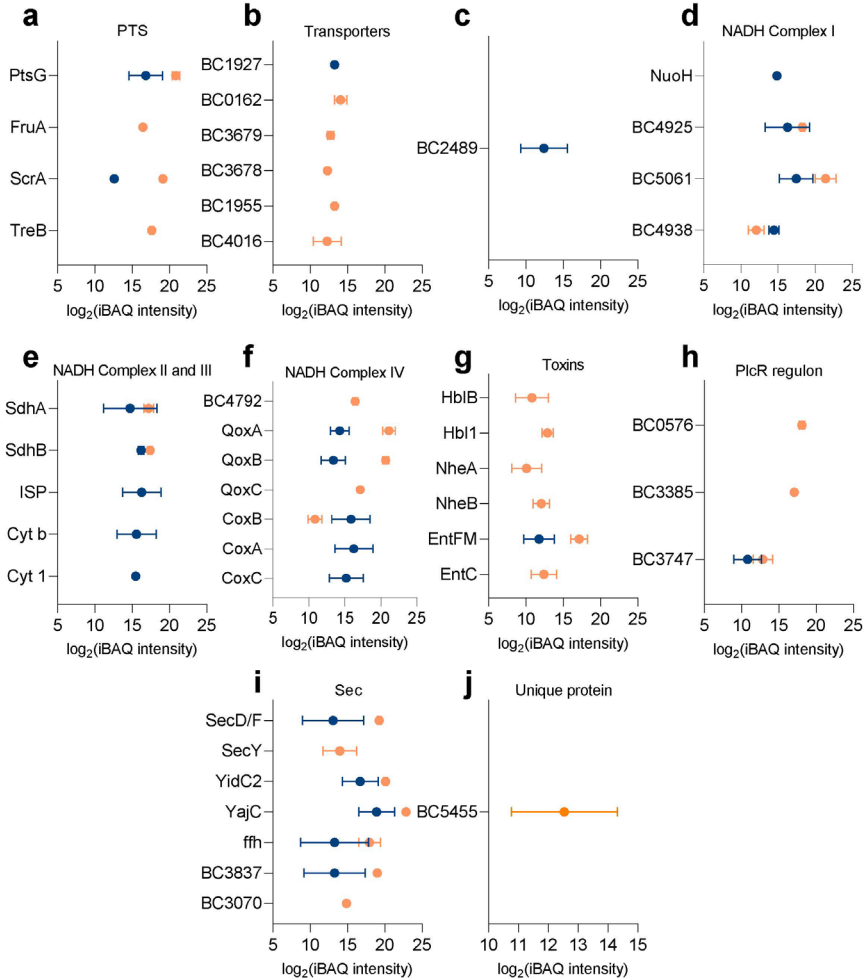 a
PTS
PtsG
FruA
ScrA
TreB
5 10 15 20 25
log2(iBAQ intensity)
b
Transporters
BC1927
BC0162
BC3679
BC3678
BC1955
BC4016
5 10 15 20 25
log2(iBAQ intensity)
c
BC2489
5 10 15 20 25
log2(iBAQ intensity)
d
NADH Complex I
NuoH
BC4925
BC5061
BC4938
5 10 15 20 25
log2(iBAQ intensity)
e
NADH Complex II and III
SdhA
SdhB
ISP
Cyt b
Cyt 1
5 10 15 20 25
log2(iBAQ intensity)
f
NADH Complex IV
BC4792
QoxA
QoxB
QoxC
CoxB
CoxA
CoxC
5 10 15 20 25
log2(iBAQ intensity)
g
Toxins
HblB
Hbl1
NheA
NheB
EntFM
EntC
5 10 15 20 25
log2(iBAQ intensity)
h
PlcR regulon
BC0576
BC3385
BC3747
5 10 15 20 25
log2(iBAQ intensity)
i
Sec
SecD/F
SecY
YidC2
YajC
ffh
BC3837
BC3070
5 10 15 20 25
log2(iBAQ intensity)
j
Unique protein
BC5455
10 11 12 13 14 15
log2(iBAQ intensity)